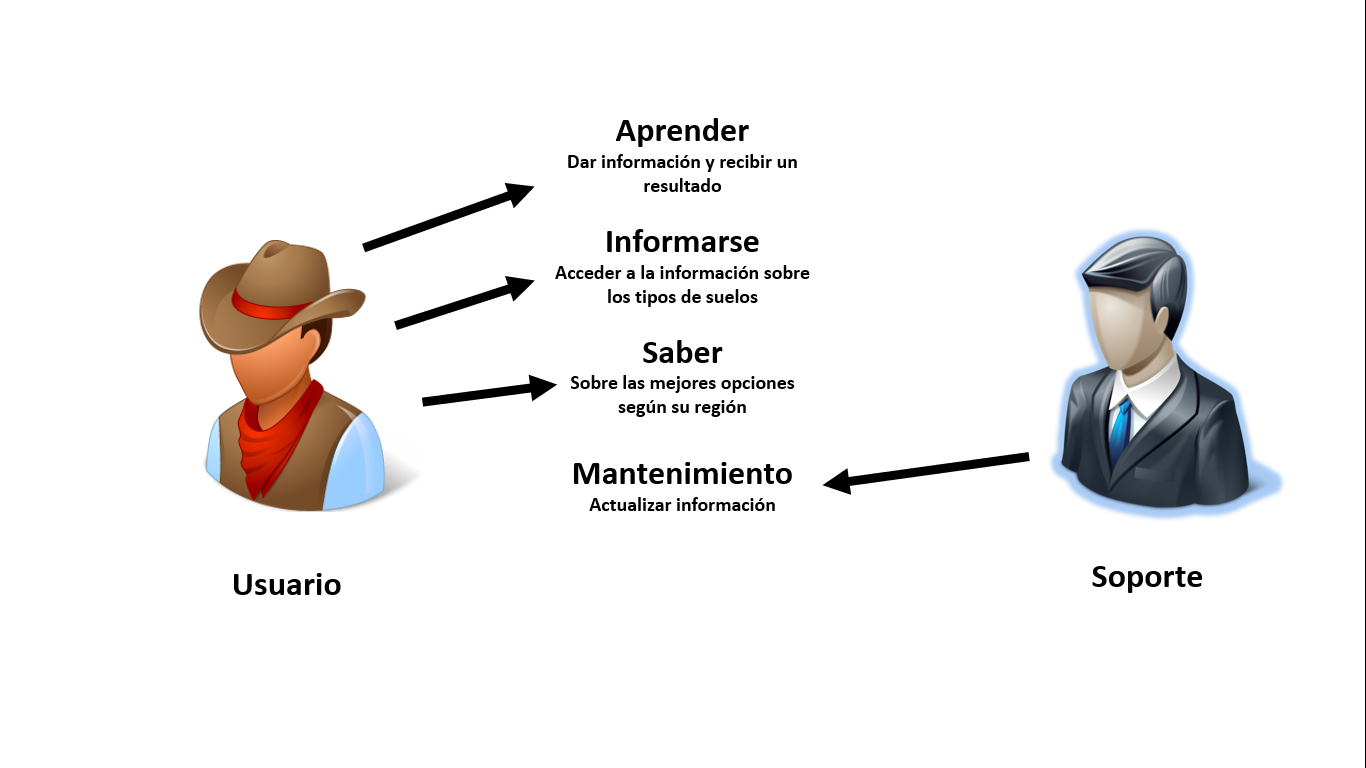 Aprender
Dar información y recibir un
resultado
Informarse
Acceder a la información sobre
los tipos de suelos
Saber
Sobre las mejores opciones
según su región
Mantenimiento
Actualizar información
Usuario
Soporte